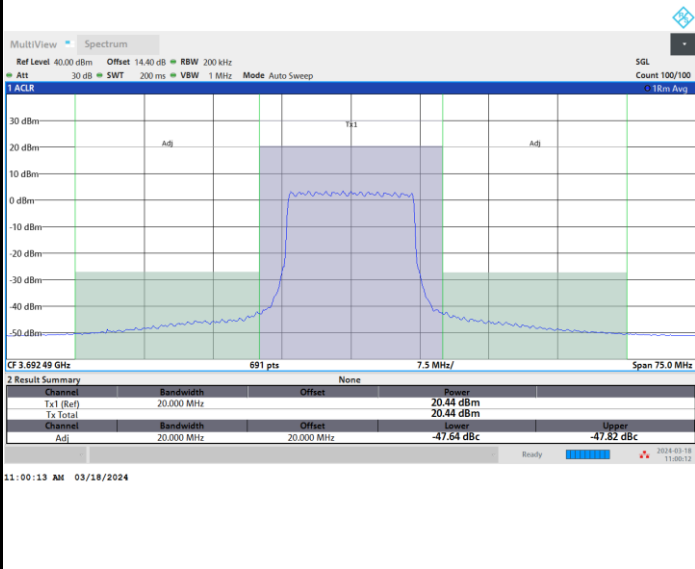 MultiView Spectrum
Ref Level 40.00 dBm Offset 14.40 dB RBW 200 kHz SGL
Att 30 dB SWT 200 ms VBW 1 MHz Mode Auto Sweep Count 100/100
1 ACLR 1Rm Avg
30 dBm
Tx1
20 dBm
Adj Adj
10 dBm
0 dBm
-10 dBm
-20 dBm
-30 dBm
-40 dBm
-50 dBm
CF 3.692 49 GHz 691 pts 7.5 MHz/ Span 75.0 MHz
2 Result Summary None
Channel Bandwidth Offset Power
Tx1 (Ref) 20.000 MHz 20.44 dBm
Tx Total 20.44 dBm
Channel Bandwidth Offset Lower Upper
Adj 20.000 MHz 20.000 MHz -47.64 dBc -47.82 dBc
Ready 2024-03-18
11:00:12
11:00:13 AM 03/18/2024